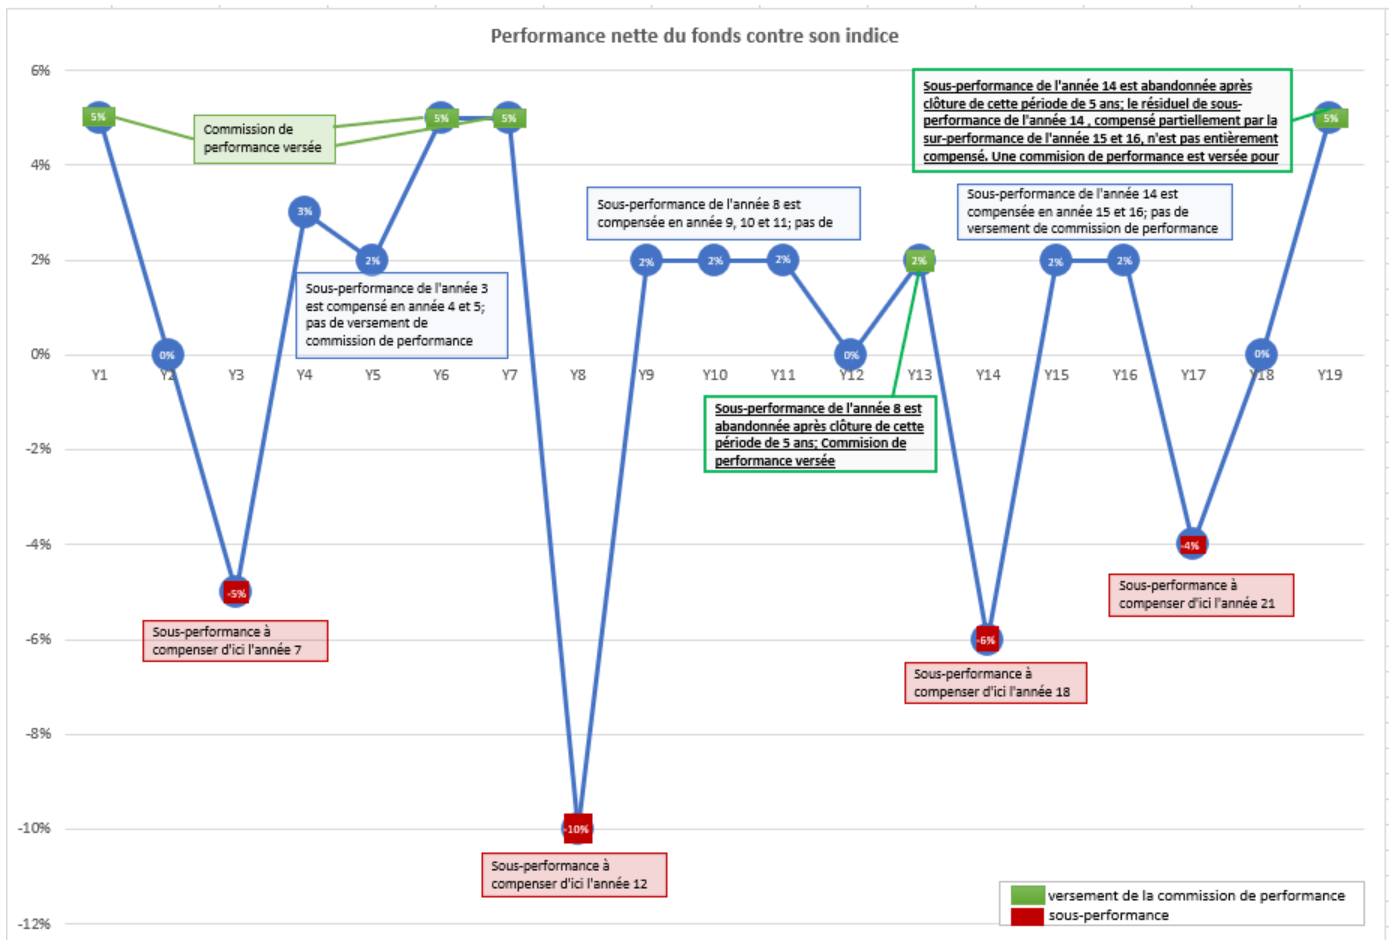 Performance nette du fonds contre son indice
6%
4%
2%
0%
-2%
-4%
-6%
-8%
-10%
-12%
5%
0%
-5%
3%
2%
5%
5%
-10%
2%
2%
2%
0%
2%
-6%
2%
2%
-4%
0%
5%
Y1
Y2
Y3
Y4
Y5
Y6
Y7
Y8
Y9
Y10
Y11
Y12
Y13
Y14
Y15
Y16
Y17
Y18
Y19
Commission de
performance versée
Sous-performance de l'année 3
est compensé en année 4 et 5;
pas de versement de
commission de performance
Sous-performance à
compenser d'ici l'année 7
Sous-performance à
compenser d'ici l'année 12
Sous-performance de l'année 8 est
compensée en année 9, 10 et 11; pas de
Sous-performance de l'année 8 est
abandonnée après clôture de cette
période de 5 ans; Commision de
performance versée
Sous-performance de l'année 14 est abandonnée après
clôture de cette période de 5 ans; le résiduel de sous-
performance de l'année 14 , compensé partiellement par la
sur-performance de l'année 15 et 16, n'est pas entièrement
compensé. Une commision de performance est versée pour
Sous-performance de l'année 14 est
compensée en année 15 et 16; pas de
versement de commission de performance
Sous-performance à
compenser d'ici l'année 18
Sous-performance à
compenser d'ici l'année 21
versement de la commission de performance
sous-performance